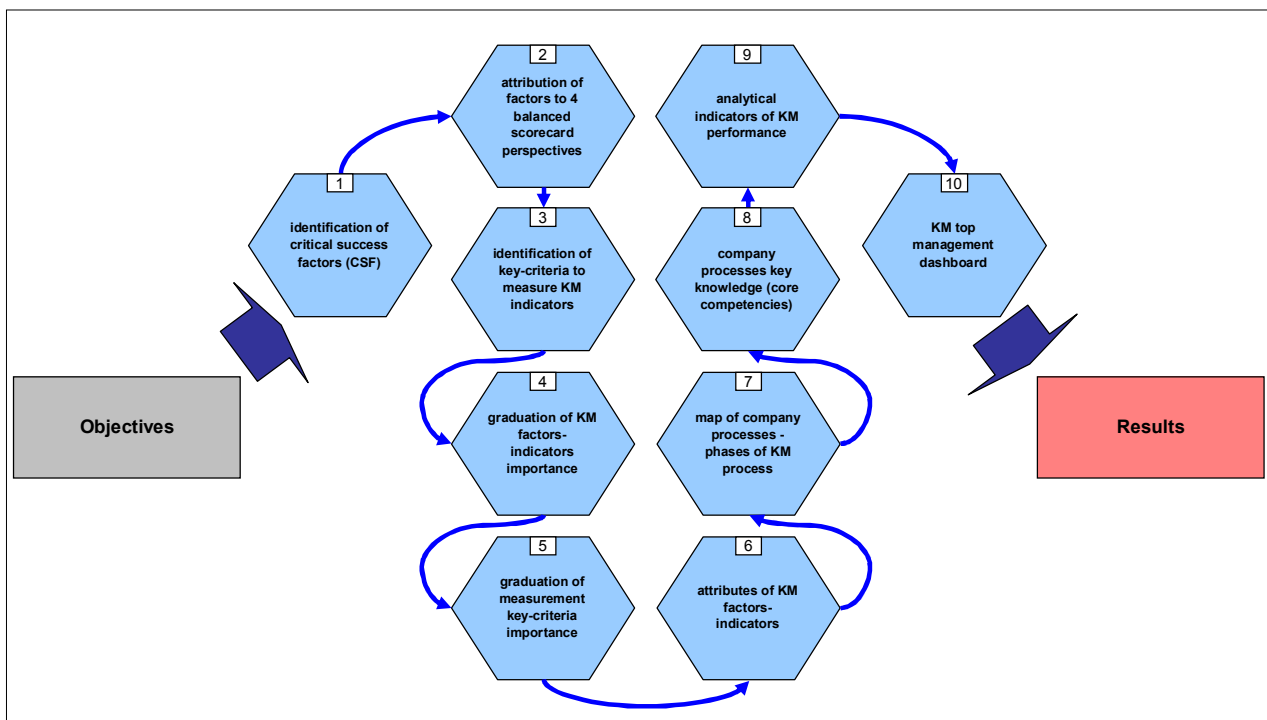 Objectives
1
identification of
critical success
factors (CSF)
2
attribution of
factors to 4
balanced
scorecard
perspectives
3
identification of
key-criteria to
measure KM
indicators
4
graduation of KM
factors-
indicators
importance
5
graduation of
measurement
key-criteria
importance
6
attributes of KM
factors-
indicators
7
map of company
processes -
phases of KM
process
8
company
processes key
knowledge (core
competencies)
9
analytical
indicators of KM
performance
10
KM top
management
dashboard
Results